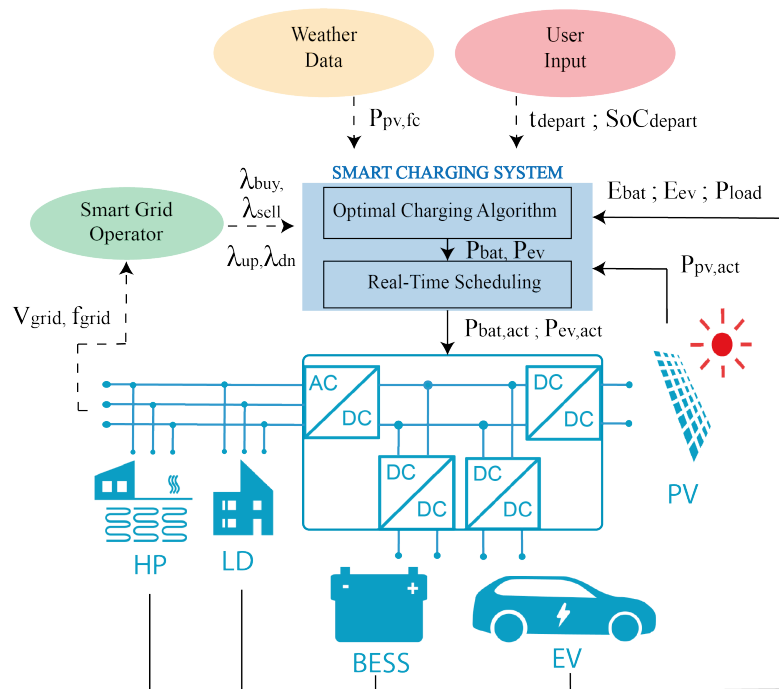 Weather
Data
User
Input
Ppv,fc
tdepart ; SoCdepart
SMART CHARGING SYSTEM
λbuy,
λsell
Ebat ; Eev ; Pload
Optimal Charging Algorithm
Smart Grid
Operator
λup,λdn
Pbat, Pev
Real-Time Scheduling
Ppv,act
Vgrid, fgrid
Pbat,act ; Pev,act
AC
DC
DC
DC
DC
DC
DC
DC
PV
HP
LD
-
+
BESS
EV